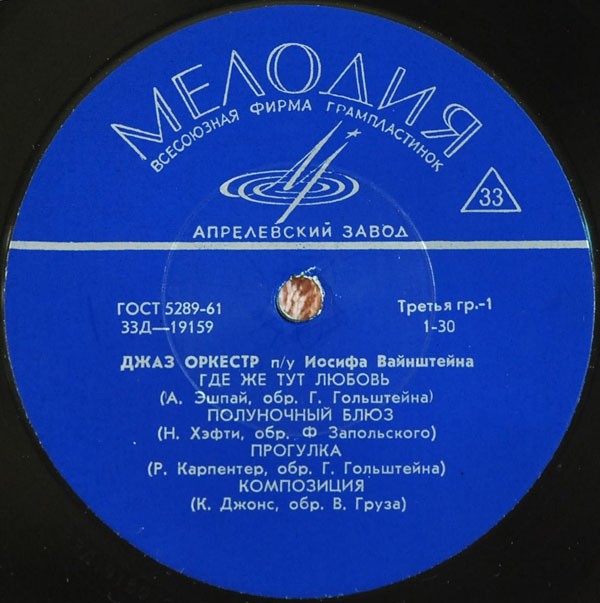 МЕЛОДИЯ
ВСЕСОЮЗНАЯ ФИРМА ГРАМПЛАСТИНОК
33
АПРЕЛЕВСКИЙ ЗАВОД
ГОСТ 5289-61
Третья гр.-1
33Д—19159
1-30
ДЖАЗ ОРКЕСТР п/у Иосифа Вайнштейна
ГДЕ ЖЕ ТУТ ЛЮБОВЬ
(А. Эшпай, обр. Г. Гольштейна)
ПОЛУНОЧНЫЙ БЛЮЗ
(Н. Хэфти, обр. Ф Запольского)
ПРОГУЛКА
(Р. Карпентер, обр. Г. Гольштейна)
КОМПОЗИЦИЯ
(К. Джонс, обр. В. Груза)